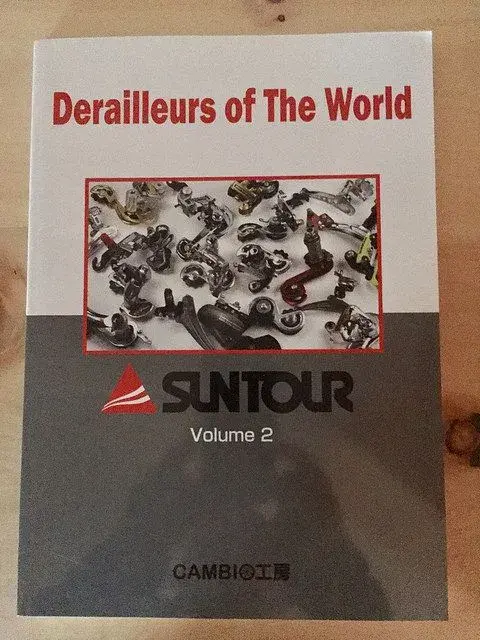 Derailleurs of The World
SUNTOUR
Volume 2
CAMBIO工房